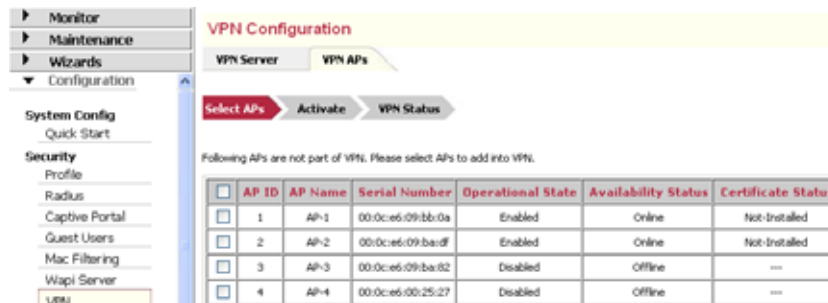 Monitor
Maintenance
Wizards
Configuration
System Config
Quick Start
Security
Profile
Radius
Captive Portal
Guest Users
Mac Filtering
Wapi Server
VPN
VPN Configuration
VPN Server VPN APs
Select APs Activate VPN Status
Following APs are not part of VPN. Please select APs to add into VPN.
AP ID AP Name Serial Number Operational State Availability Status Certificate Statu
1 AP-1 00:0c:e6:09:bb:0a Enabled Online Not-Installed
2 AP-2 00:0c:e6:09:ba:df Enabled Online Not-Installed
3 AP-3 00:0c:e6:09:ba:82 Disabled Offline ---
4 AP-4 00:0c:e6:00:25:27 Disabled Offline ---